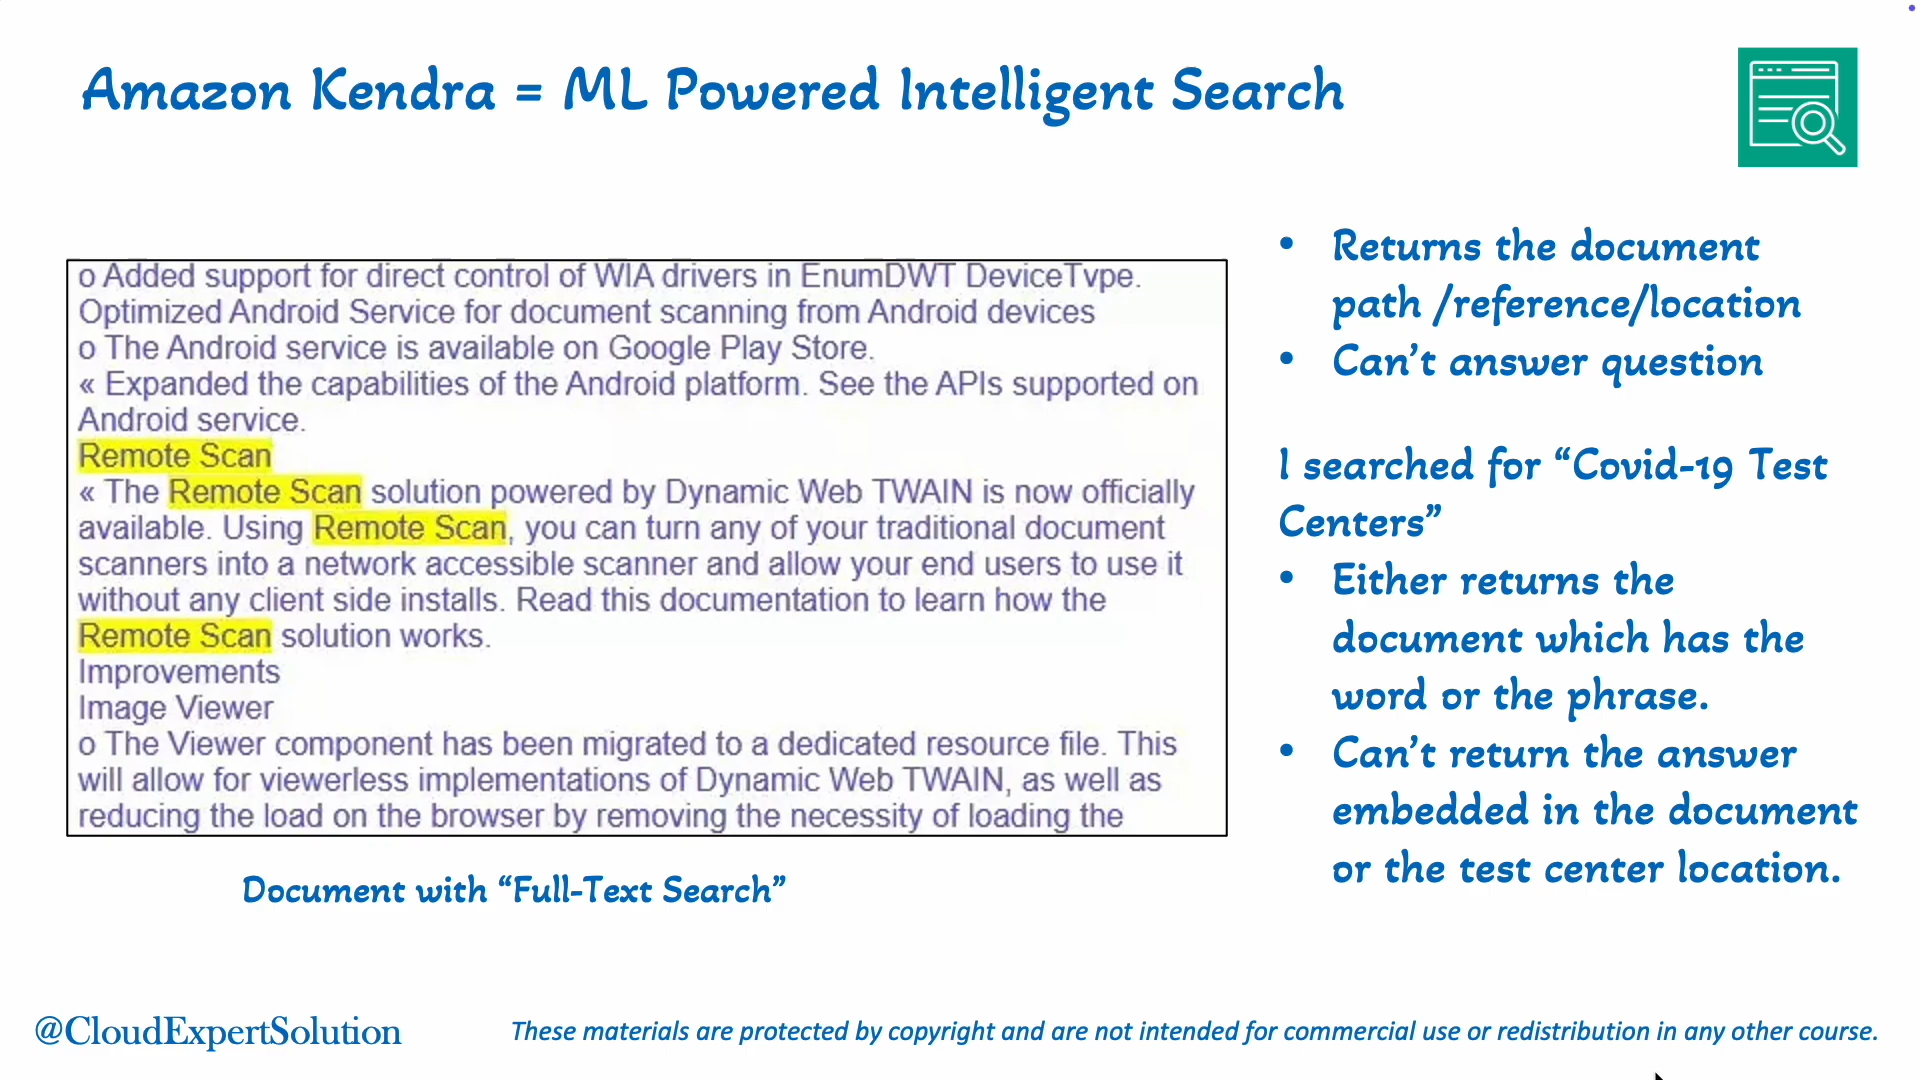 Amazon Kendra = ML Powered Intelligent Search
o Added support for direct control of WIA drivers in EnumDWT DeviceTvpe.
Optimized Android Service for document scanning from Android devices
o The Android service is available on Google Play Store.
« Expanded the capabilities of the Android platform. See the APIs supported on
Android service.
Remote Scan
« The Remote Scan solution powered by Dynamic Web TWAIN is now officially
available. Using Remote Scan, you can turn any of your traditional document
scanners into a network accessible scanner and allow your end users to use it
without any client side installs. Read this documentation to learn how the
Remote Scan solution works.
Improvements
Image Viewer
o The Viewer component has been migrated to a dedicated resource file. This
will allow for viewerless implementations of Dynamic Web TWAIN, as well as
reducing the load on the browser by removing the necessity of loading the
Document with “Full-Text Search”
• Returns the document
path /reference/location
• Can’t answer question
I searched for “Covid-19 Test
Centers”
• Either returns the
document which has the
word or the phrase.
• Can’t return the answer
embedded in the document
or the test center location.
@CloudExpertSolution
These materials are protected by copyright and are not intended for commercial use or redistribution in any other course.